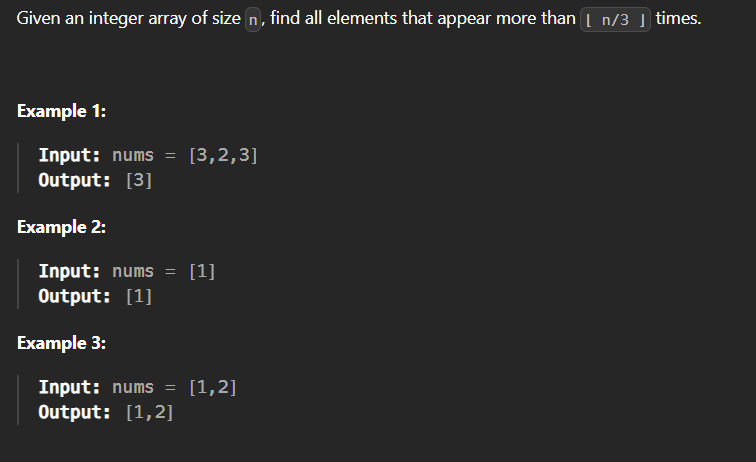 Given an integer array of size n, find all elements that appear more than ⌊ n/3 ⌋ times.
Example 1:
Input: nums = [3,2,3]
Output: [3]
Example 2:
Input: nums = [1]
Output: [1]
Example 3:
Input: nums = [1,2]
Output: [1,2]